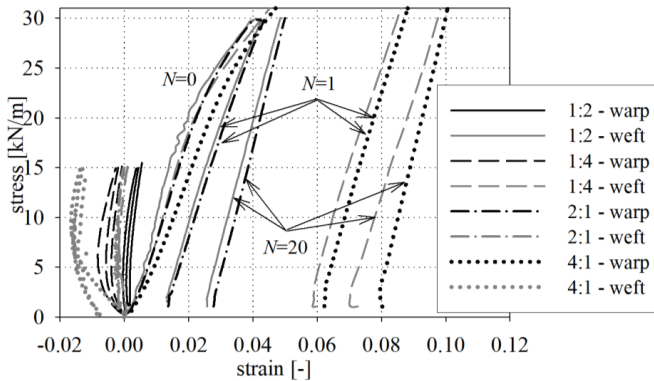 30
25
20
15
10
5
0
stress [kN/m]
N=0
N=1
N=20
1:2 - warp
1:2 - weft
1:4 - warp
1:4 - weft
2:1 - warp
2:1 - weft
4:1 - warp
4:1 - weft
-0.02 0.00 0.02 0.04 0.06 0.08 0.10 0.12
strain [-]